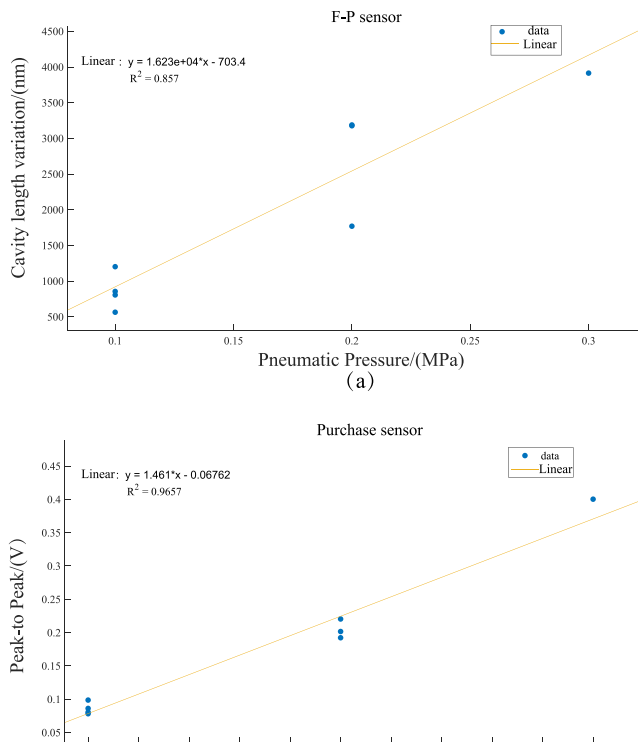 F-P sensor
4500
4000
3500
3000
2500
2000
1500
1000
500
Cavity length variation/(nm)
Linear : y = 1.623e+04*x - 703.4
R² = 0.857
data
Linear
0.1
0.15
0.2
0.25
0.3
Pneumatic Pressure/(MPa)
(a)
Purchase sensor
0.45
0.4
0.35
0.3
0.25
0.2
0.15
0.1
0.05
Peak-to Peak/(V)
Linear: y = 1.461*x - 0.06762
R² = 0.9657
data
Linear